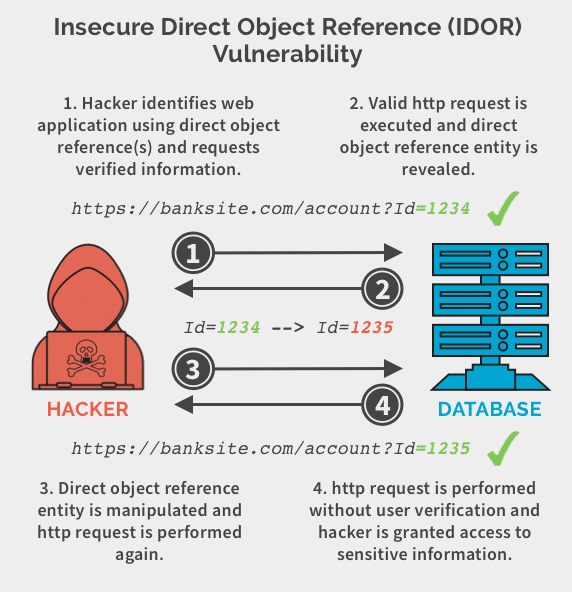 Insecure Direct Object Reference (IDOR)
Vulnerability
1. Hacker identifies web
application using direct object
reference(s) and requests
verified information.
2. Valid http request is
executed and direct
object reference entity is
revealed.
https://banksite.com/account?Id=1234
1
2
Id=1234 --> Id=1235
3
4
HACKER
DATABASE
https://banksite.com/account?Id=1235
3. Direct object reference
entity is manipulated and
http request is performed
again.
4. http request is performed
without user verification and
hacker is granted access to
sensitive information.